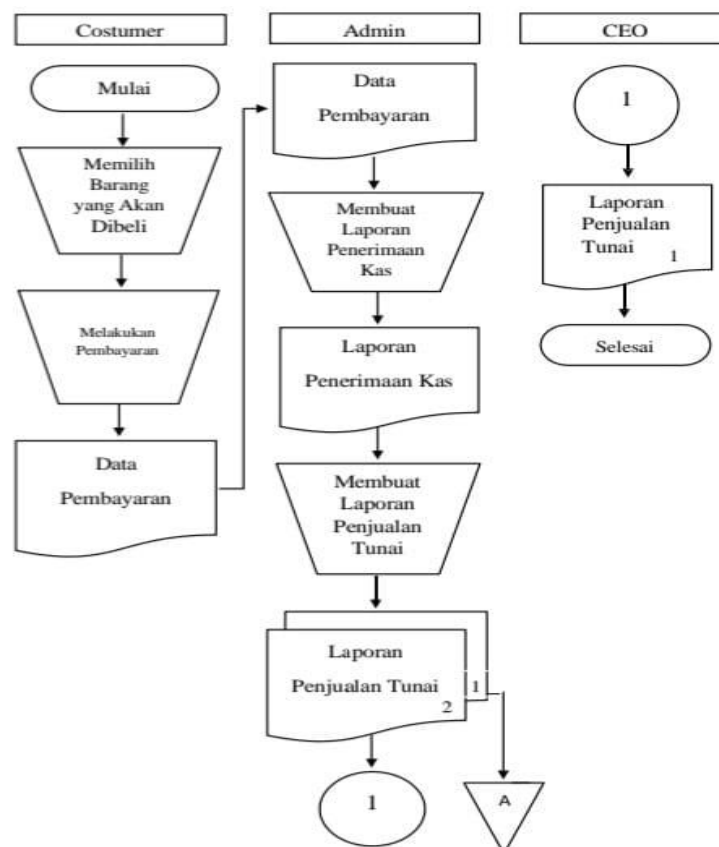 Costumer
Admin
CEO
Mulai
Memilih
Barang
yang Akan
Dibeli
Melakukan
Pembayaran
Data
Pembayaran
Data
Pembayaran
Membuat
Laporan
Penerimaan
Kas
Laporan
Penerimaan Kas
Membuat
Laporan
Penjualan
Tunai
Laporan
Penjualan Tunai
1
2
1
A
1
Laporan
Penjualan
Tunai
1
Selesai